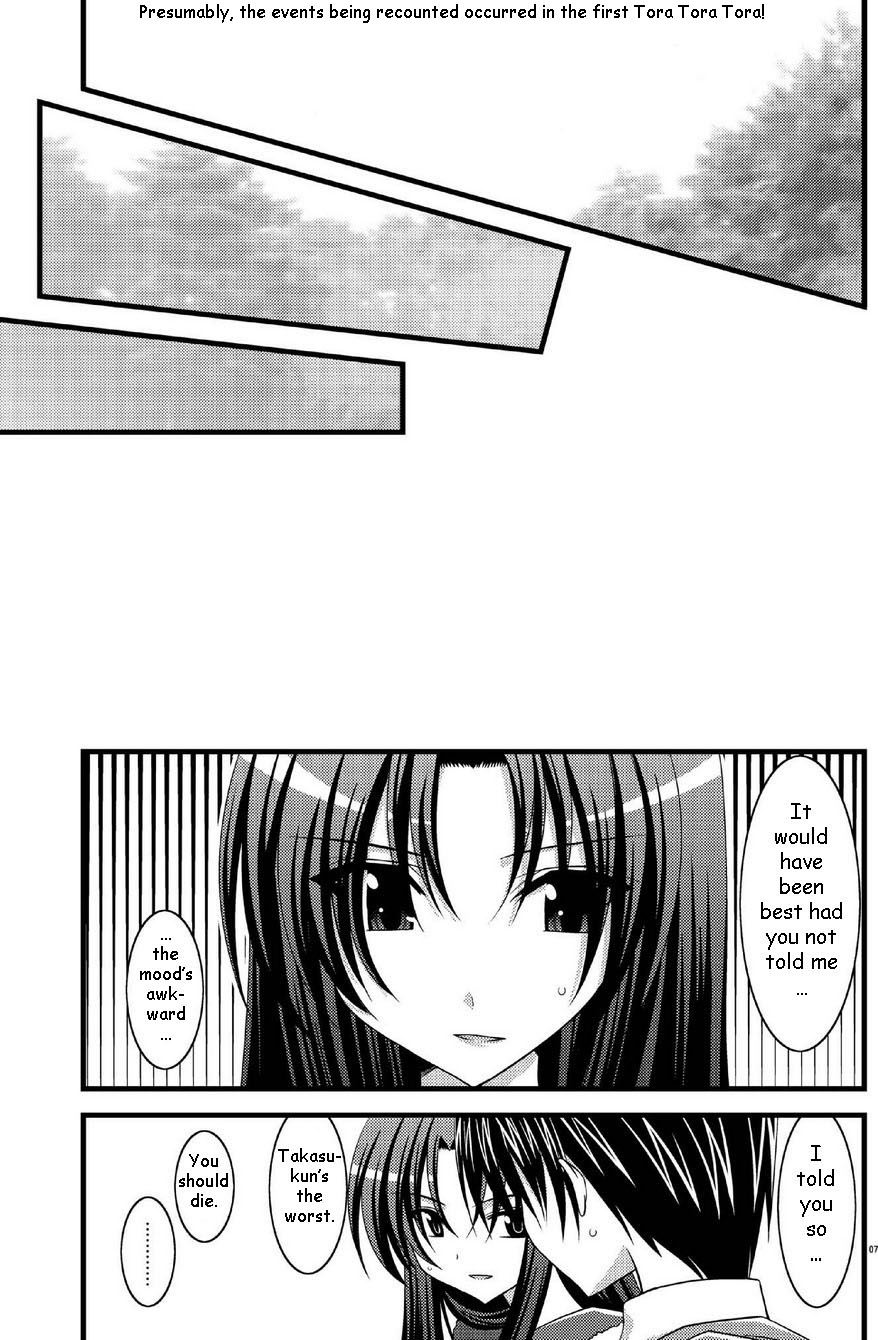 Presumably, the events being recounted occurred in the first Tora Tora Tora!
It
would
have
been
best had
you not
told me
...
...
the
mood's
awk-
ward
...
I
told
you
so
...
Takasu-
kun's
the
worst.
You
should
die.
..........
07